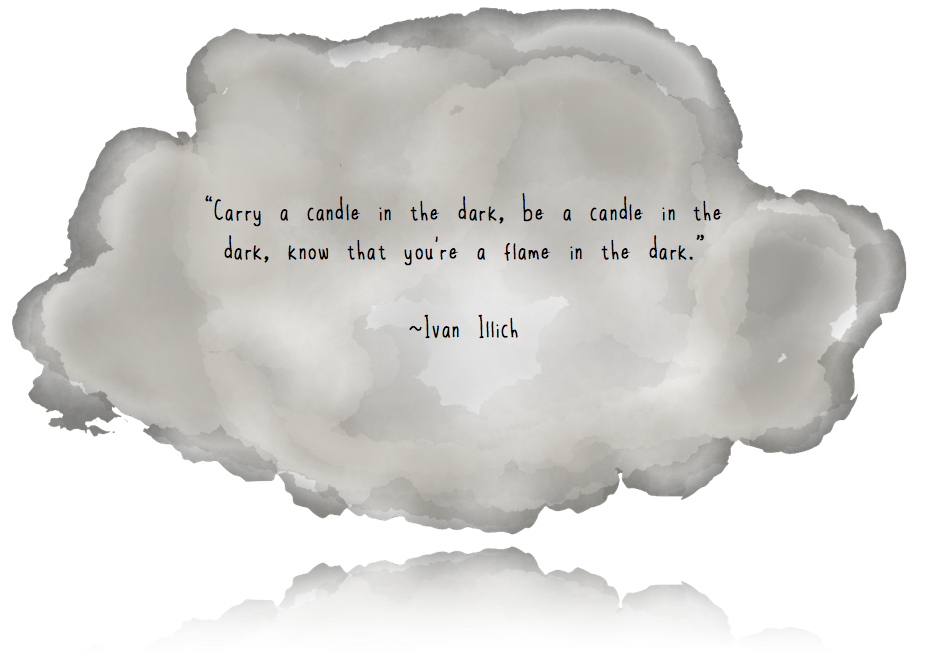 “Carry a candle in the dark, be a candle in the
dark, know that you're a flame in the dark.”
~Ivan Illich